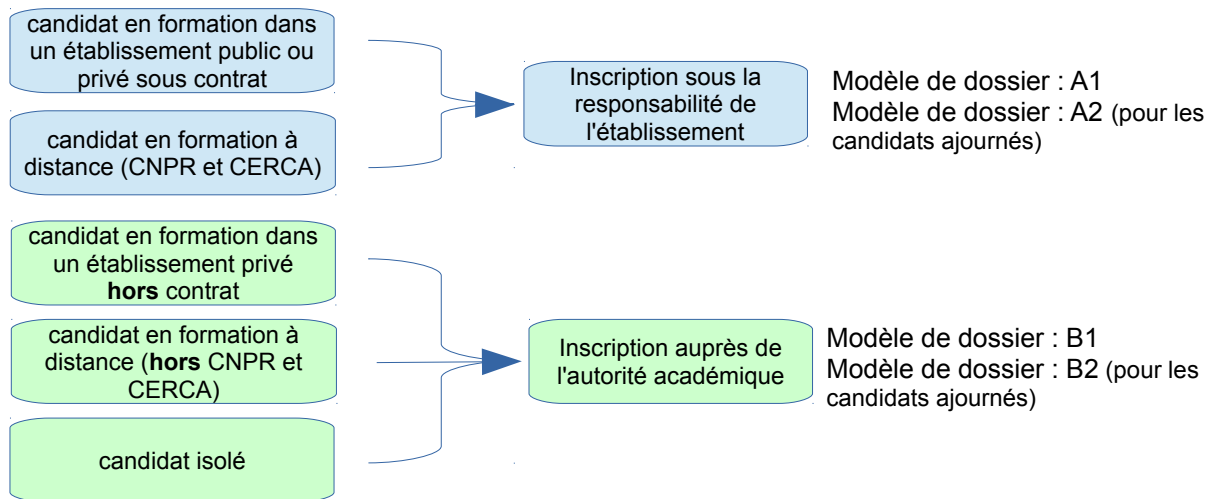 candidat en formation dans
un établissement public ou
privé sous contrat
candidat en formation à
distance (CNPR et CERCA)
Inscription sous la
responsabilité de
l'établissement
Modèle de dossier : A1
Modèle de dossier : A2 (pour les
candidats ajournés)
candidat en formation dans
un établissement privé
hors contrat
candidat en formation à
distance (hors CNPR et
CERCA)
candidat isolé
Inscription auprès de
l'autorité académique
Modèle de dossier : B1
Modèle de dossier : B2 (pour les
candidats ajournés)